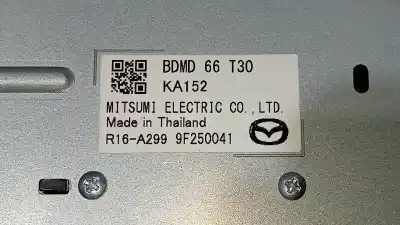 BDMD 66 T30
KA152
MITSUMI ELECTRIC CO.,LTD.
Made in Thailand
R16-A299 9F250041